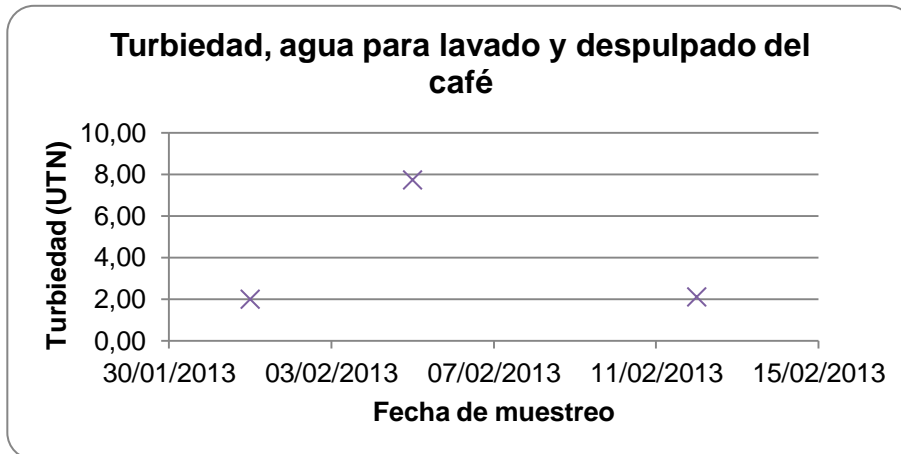 Turbiedad, agua para lavado y despulpado del
café
Turbiedad (UTN)
10,00
8,00
6,00
4,00
2,00
0,00
30/01/2013 03/02/2013 07/02/2013 11/02/2013 15/02/2013
Fecha de muestreo